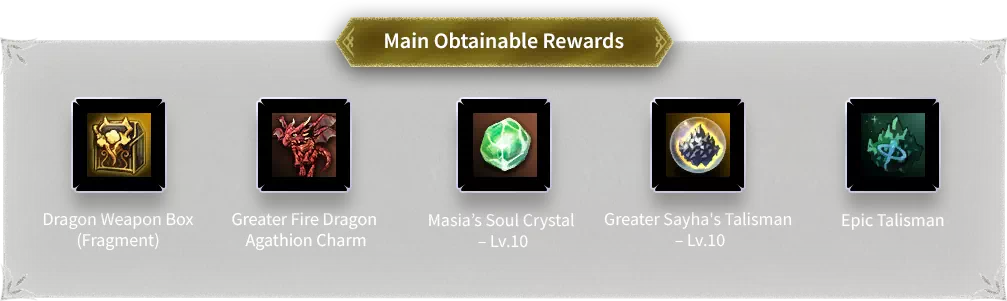 Main Obtainable Rewards
Dragon Weapon Box
(Fragment)
Greater Fire Dragon
Agathion Charm
Masia’s Soul Crystal
– Lv.10
Greater Sayha's Talisman
– Lv.10
Epic Talisman